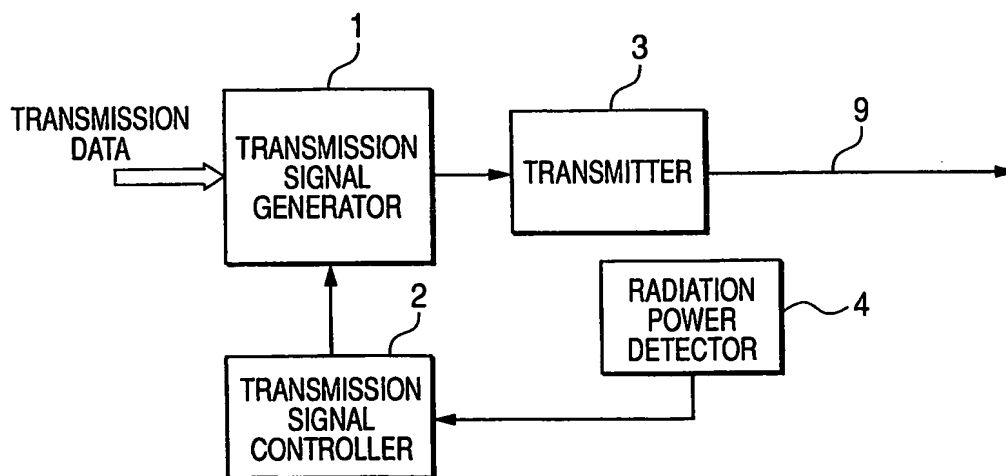 1
3
9
TRANSMISSION
DATA
TRANSMISSION
SIGNAL
GENERATOR
TRANSMITTER
2
4
RADIATION
POWER
DETECTOR
TRANSMISSION
SIGNAL
CONTROLLER